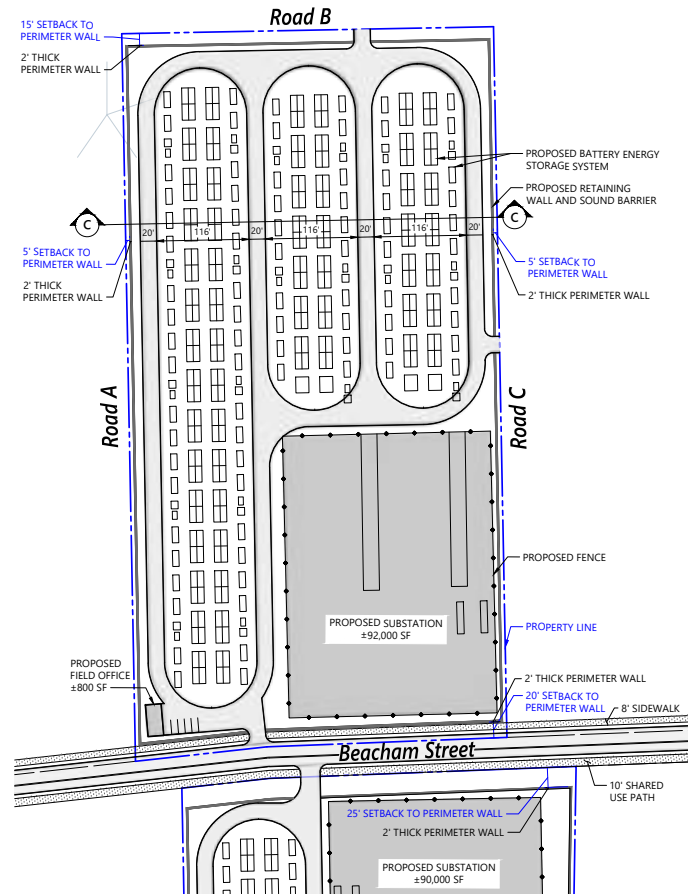 Road B
15' SETBACK TO
PERIMETER WALL
2' THICK
PERIMETER WALL
PROPOSED BATTERY ENERGY
STORAGE SYSTEM
PROPOSED RETAINING
WALL AND SOUND BARRIER
C
C
20'
116'
20'
116'
20'
116'
20'
5' SETBACK TO
PERIMETER WALL
2' THICK
PERIMETER WALL
5' SETBACK TO
PERIMETER WALL
2' THICK PERIMETER WALL
Road A
Road C
PROPOSED FENCE
PROPOSED SUBSTATION
±92,000 SF
PROPERTY LINE
PROPOSED
FIELD OFFICE
±800 SF
2' THICK PERIMETER WALL
20' SETBACK TO
PERIMETER WALL
8' SIDEWALK
Beacham Street
10' SHARED
USE PATH
25' SETBACK TO PERIMETER WALL
2' THICK PERIMETER WALL
PROPOSED SUBSTATION
±90,000 SF